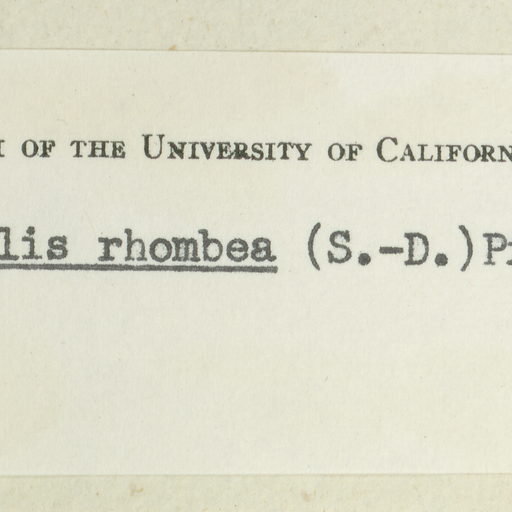 OF THE UNIVERSITY OF CALIFORN
lis rhombea (S.-D.)P